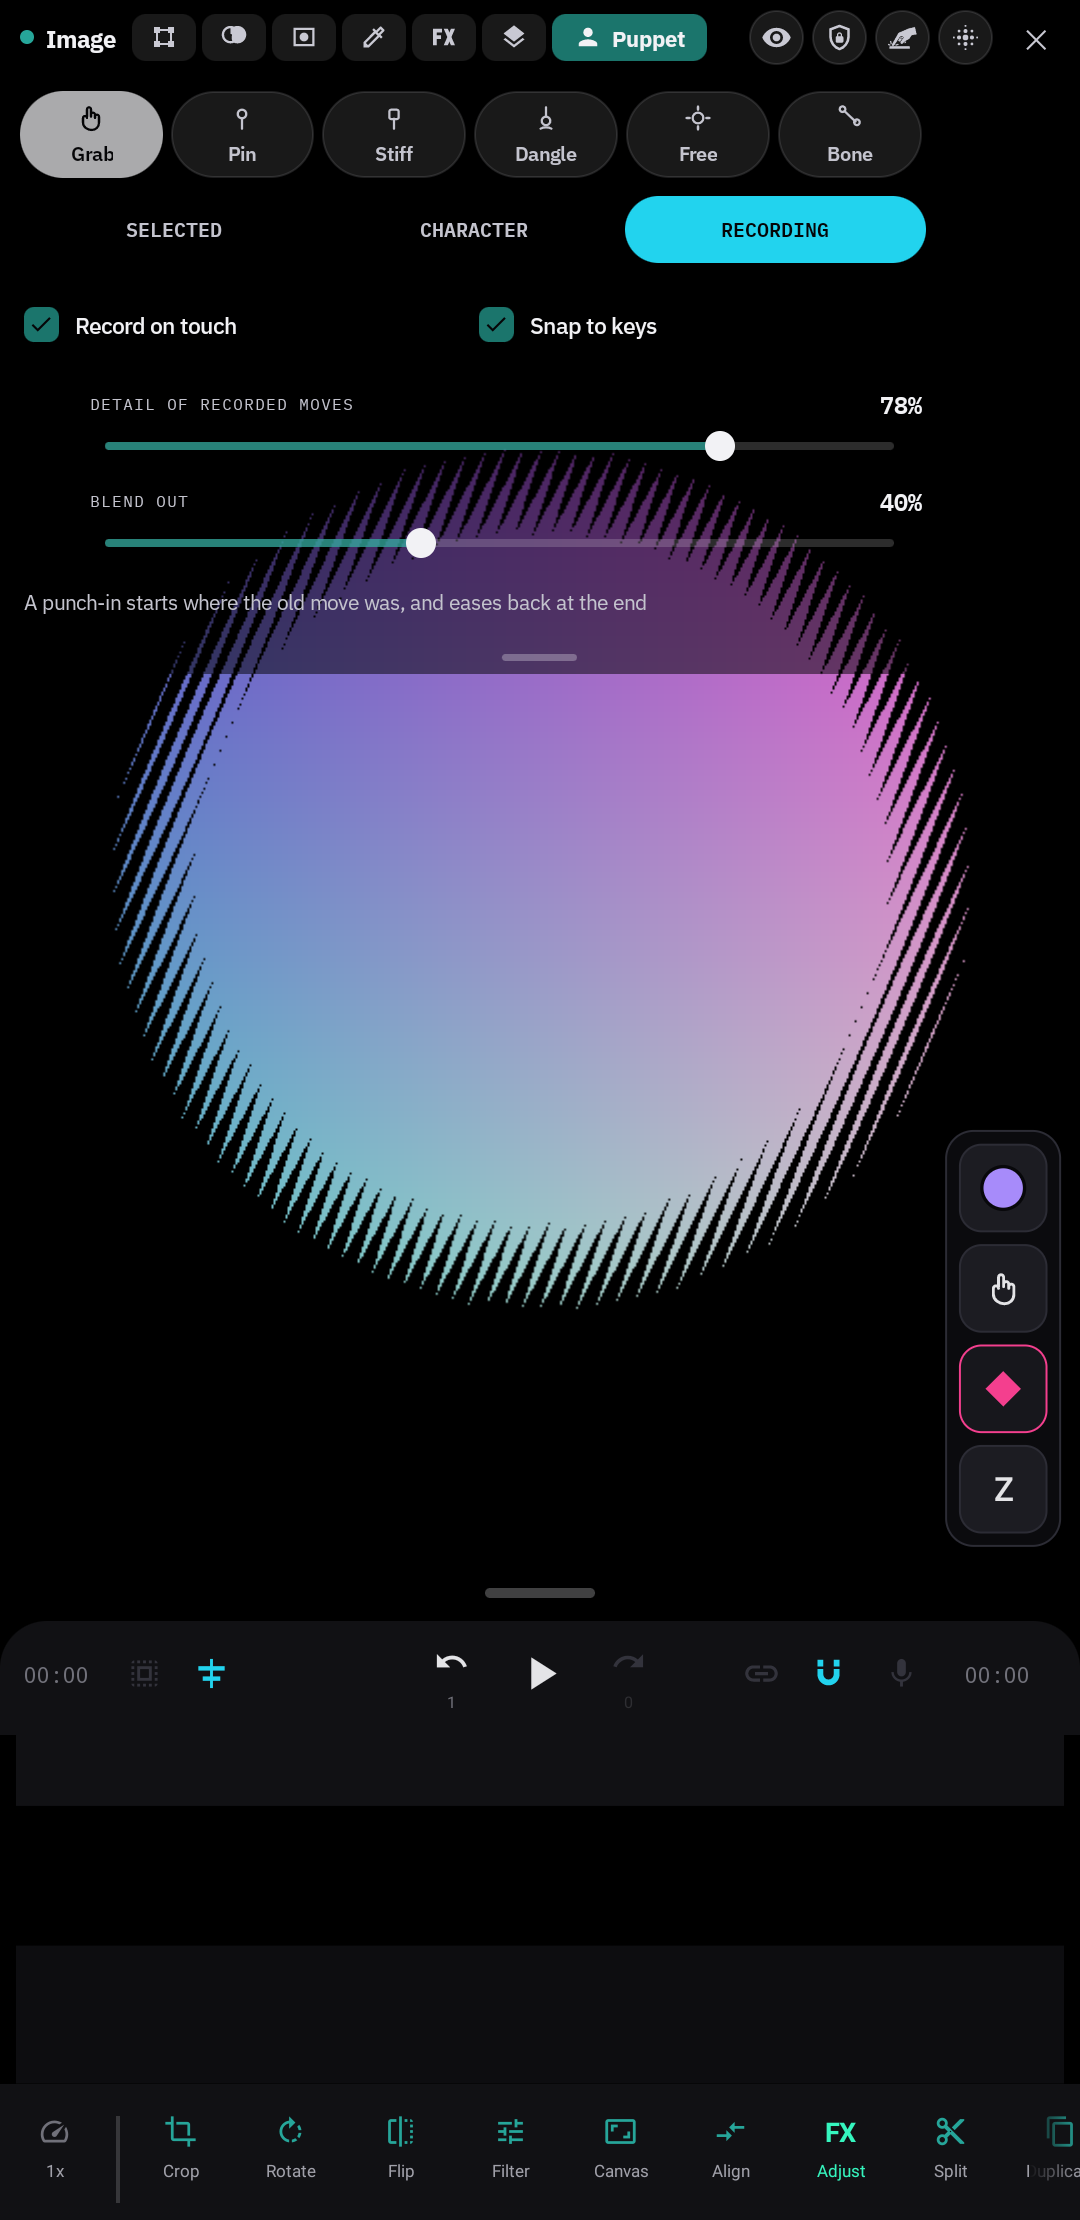 Image
FX
Puppet
Grab
Pin
Stiff
Dangle
Free
Bone
SELECTED
CHARACTER
RECORDING
Record on touch
Snap to keys
DETAIL OF RECORDED MOVES
78%
BLEND OUT
40%
A punch-in starts where the old move was, and eases back at the end
Z
00:00
1
0
00:00
1x
Crop
Rotate
Flip
Filter
Canvas
Align
FX
Adjust
Split
Duplica